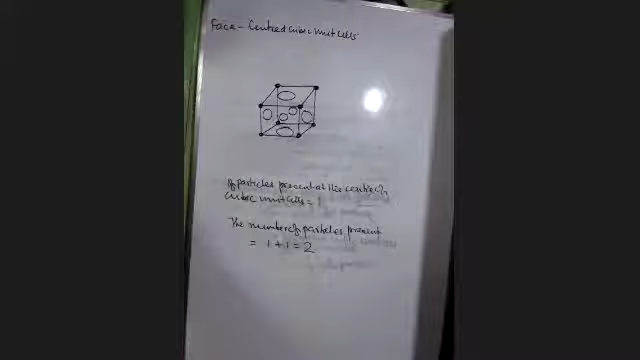 Face - Centred Cubic Unit Cells
of particles present at the centre of
cubic unit cells = 1
The number of particles present
= 1 + 1 = 2